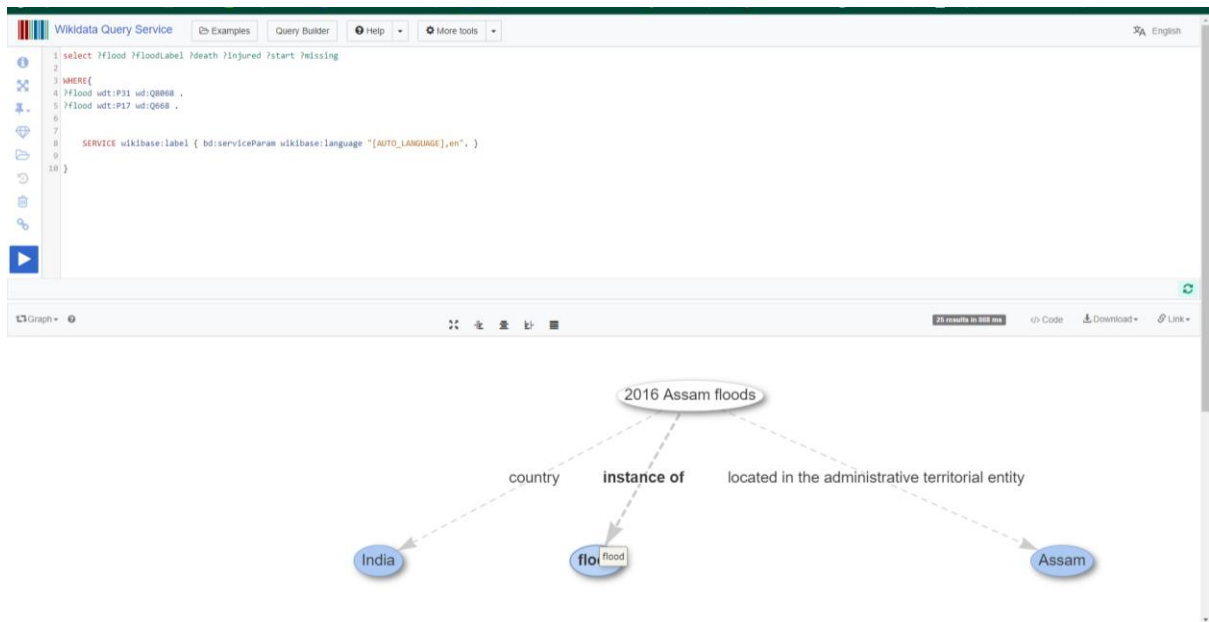 Wikidata Query Service Examples Query Builder Help More tools English
1 select ?flood ?floodLabel ?death ?injured ?start ?missing
2
3 WHERE{
4 ?flood wdt:P31 wd:Q8068 .
5 ?flood wdt:P17 wd:Q668 .
6
7
8 SERVICE wikibase:label { bd:serviceParam wikibase:language "[AUTO_LANGUAGE],en". }
9
10 }
Graph 25 results in 868 ms </> Code Download Link
2016 Assam floods
country instance of located in the administrative territorial entity
India floo flood Assam